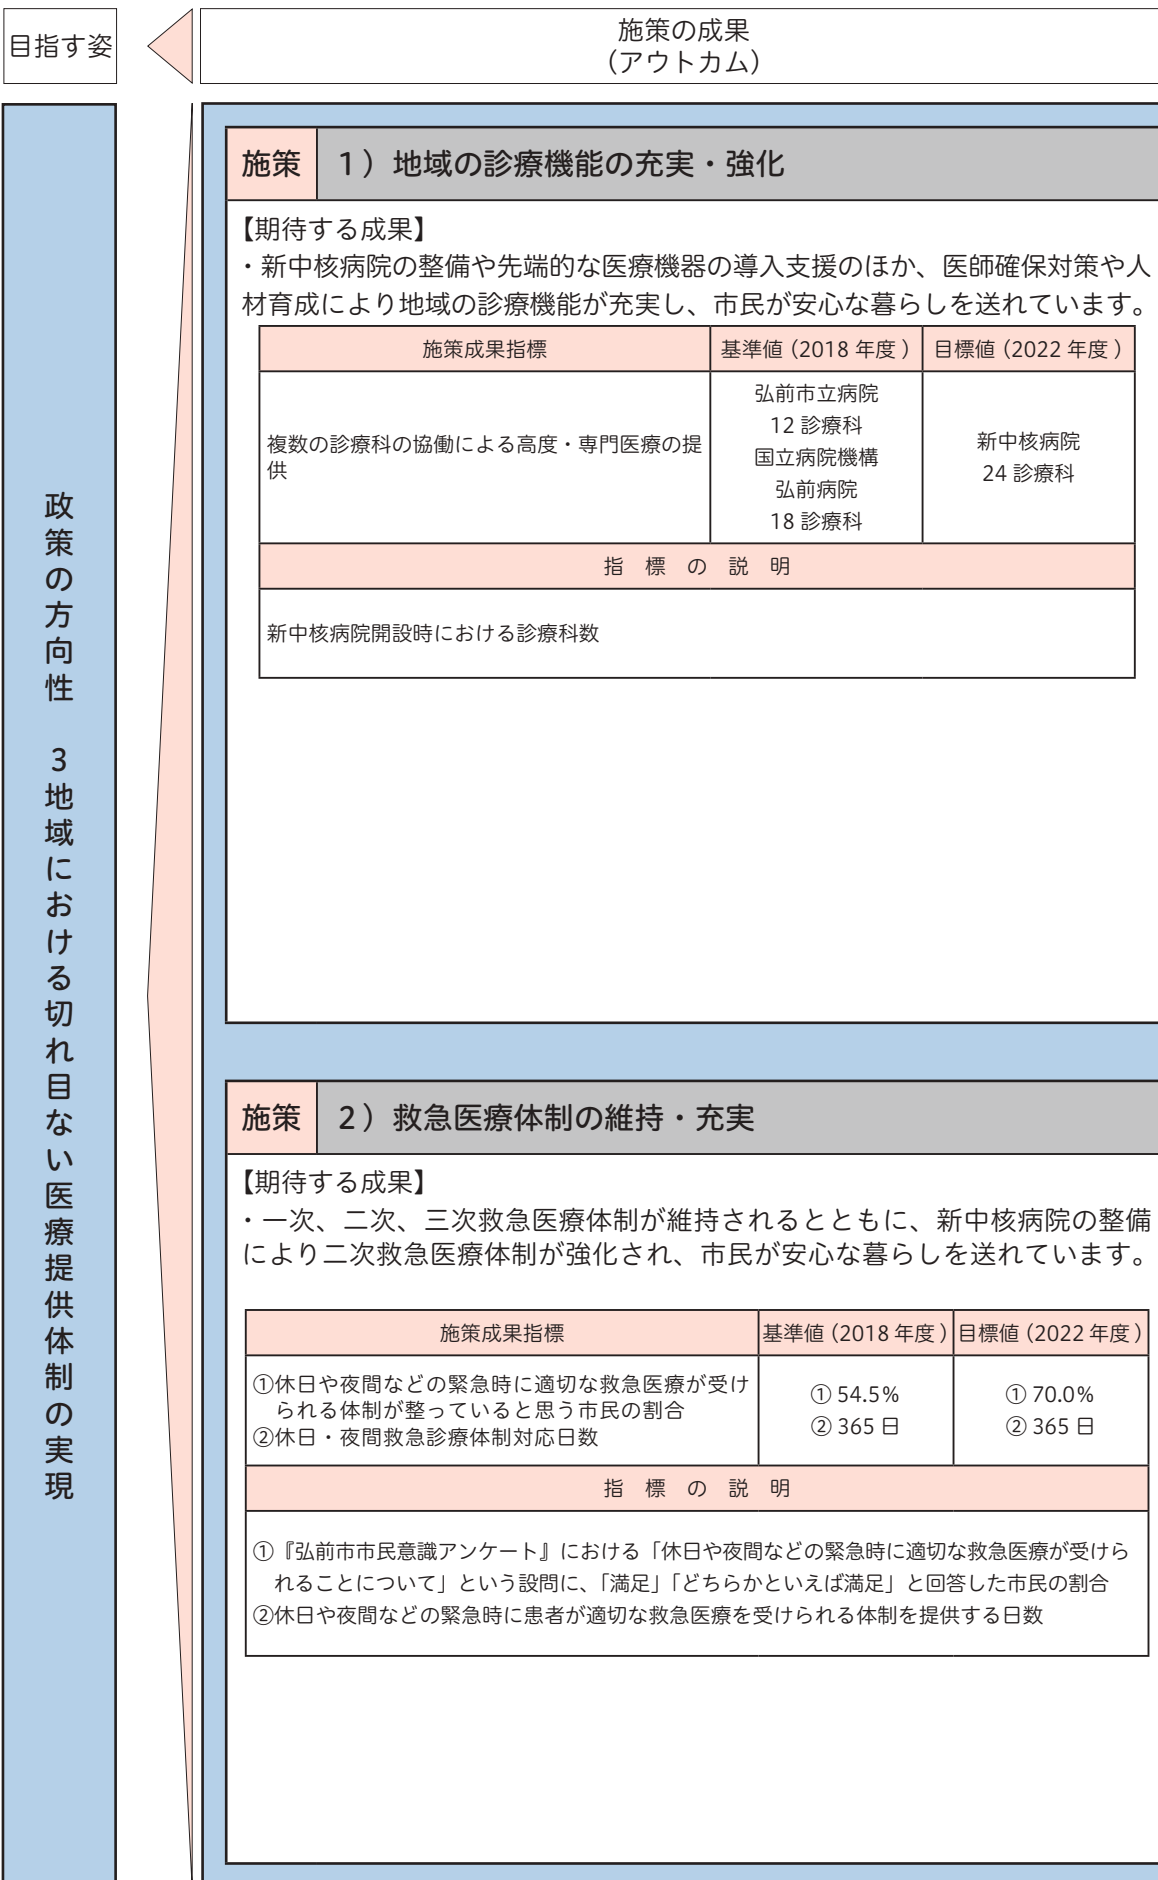 目指す姿
施策の成果
（アウトカム）
政策の方向性　3地域における切れ目ない医療提供体制の実現
施策
1）地域の診療機能の充実・強化
【期待する成果】
・新中核病院の整備や先端的な医療機器の導入支援のほか、医師確保対策や人
材育成により地域の診療機能が充実し、市民が安心な暮らしを送れています。
施策成果指標
基準値（2018 年度）
目標値（2022 年度）
複数の診療科の協働による高度・専門医療の提
供
弘前市立病院
12 診療科
国立病院機構
弘前病院
18 診療科
新中核病院
24 診療科
指　標　の　説　明
新中核病院開設時における診療科数
施策
2）救急医療体制の維持・充実
【期待する成果】
・一次、二次、三次救急医療体制が維持されるとともに、新中核病院の整備
により二次救急医療体制が強化され、市民が安心な暮らしを送れています。
施策成果指標
基準値（2018 年度）
目標値（2022 年度）
①休日や夜間などの緊急時に適切な救急医療が受け
られる体制が整っていると思う市民の割合
②休日・夜間救急診療体制対応日数
① 54.5%
② 365 日
① 70.0%
② 365 日
指　標　の　説　明
①『弘前市市民意識アンケート』における「休日や夜間などの緊急時に適切な救急医療が受けら
れることについて」という設問に、「満足」「どちらかといえば満足」と回答した市民の割合
②休日や夜間などの緊急時に患者が適切な救急医療を受けられる体制を提供する日数